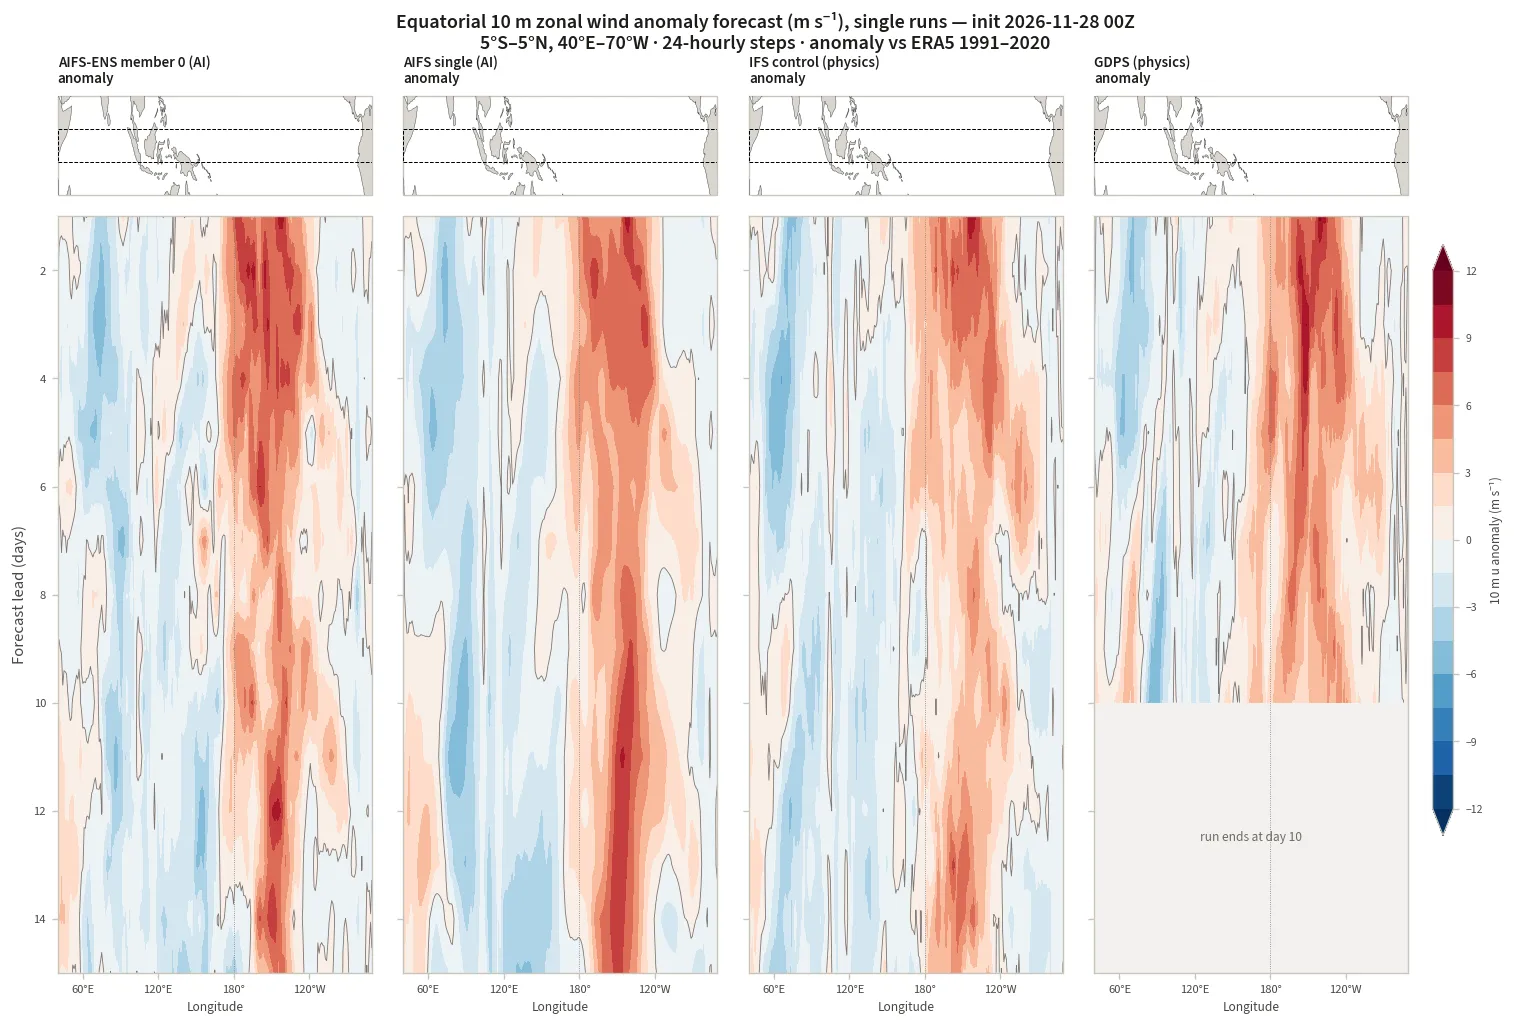 Equatorial 10 m zonal wind anomaly forecast (m s⁻¹), single runs — init 2026-11-28 00Z
5°S–5°N, 40°E–70°W · 24-hourly steps · anomaly vs ERA5 1991–2020
AIFS-ENS member 0 (AI)
anomaly
AIFS single (AI)
anomaly
IFS control (physics)
anomaly
GDPS (physics)
anomaly
2
4
6
8
10
12
14
Forecast lead (days)
60°E
120°E
180°
120°W
Longitude
60°E
120°E
180°
120°W
Longitude
60°E
120°E
180°
120°W
Longitude
run ends at day 10
60°E
120°E
180°
120°W
Longitude
12
9
6
3
0
−3
−6
−9
−12
10 m u anomaly (m s⁻¹)